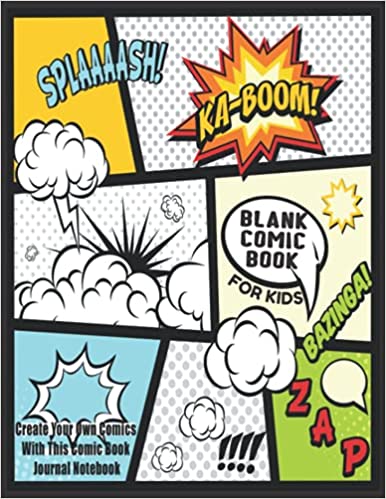 SPLAAAASH!
KA-BOOM!
BLANK
COMIC
BOOK
FOR KIDS
BAZINGA!
ZAP
Create Your Own Comics
With This Comic Book
Journal Notebook
!!!!